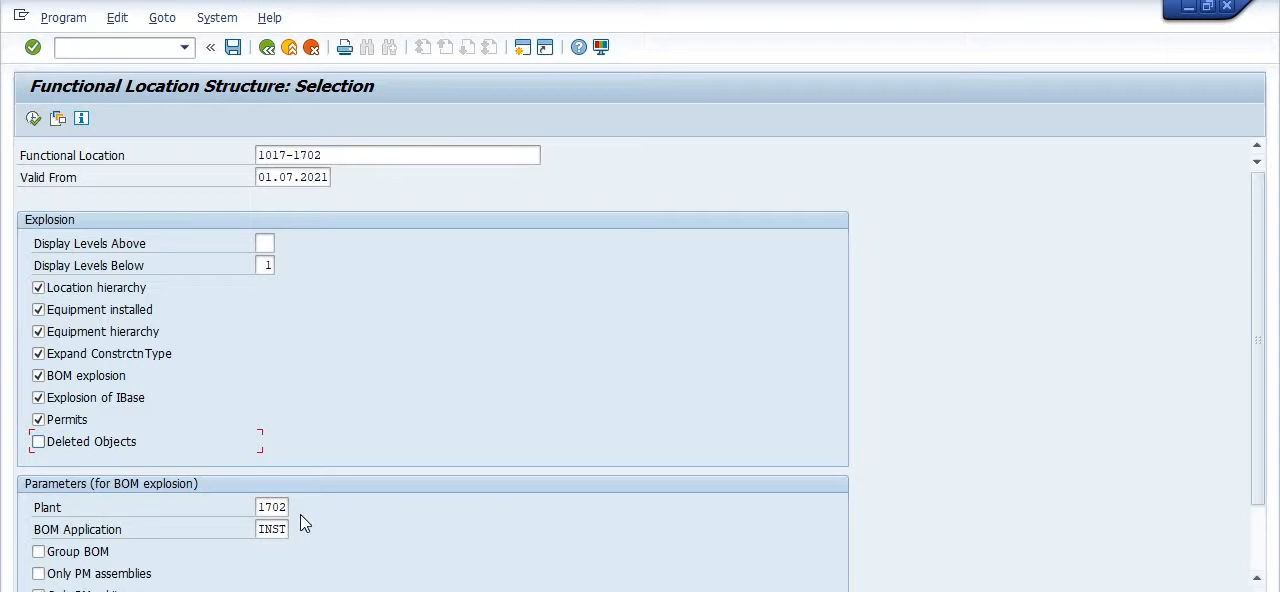 Program Edit Goto System Help
Functional Location Structure: Selection
Functional Location 1017-1702
Valid From 01.07.2021
Explosion
Display Levels Above
Display Levels Below 1
Location hierarchy
Equipment installed
Equipment hierarchy
Expand ConstrctnType
BOM explosion
Explosion of IBase
Permits
Deleted Objects
Parameters (for BOM explosion)
Plant 1702
BOM Application INST
Group BOM
Only PM assemblies